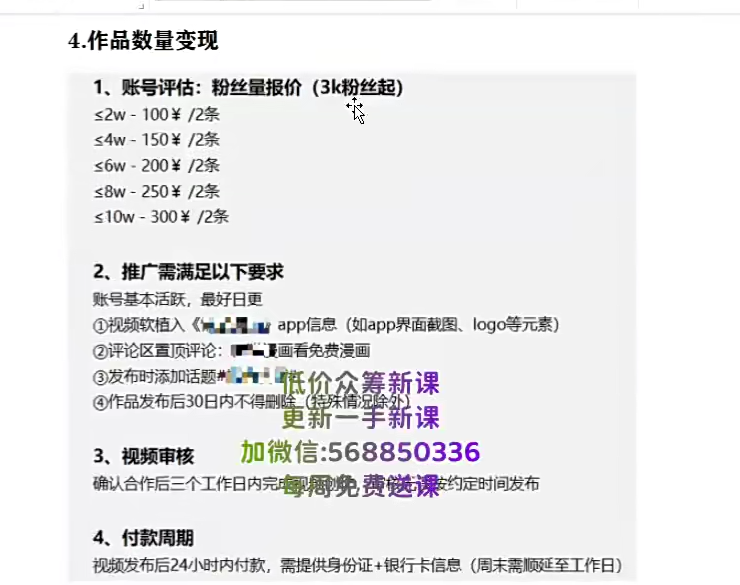 4.作品数量变现
1、账号评估：粉丝量报价（3k粉丝起）
≤2w - 100¥ /2条
≤4w - 150¥ /2条
≤6w - 200¥ /2条
≤8w - 250¥ /2条
≤10w - 300¥ /2条
2、推广需满足以下要求
账号基本活跃，最好日更
①视频软植入《 app信息（如app界面截图、logo等元素）
②评论区置顶评论： 漫画看免费漫画
③发布时添加话题#
低价众筹新课
④作品发布后30日内不得删除（特殊情况除外）
更新一手新课
加微信:568850336
3、视频审核
确认合作后三个工作日内完成 按约定时间发布
每周免费送课
4、付款周期
视频发布后24小时内付款，需提供身份证+银行卡信息（周末需顺延至工作日）